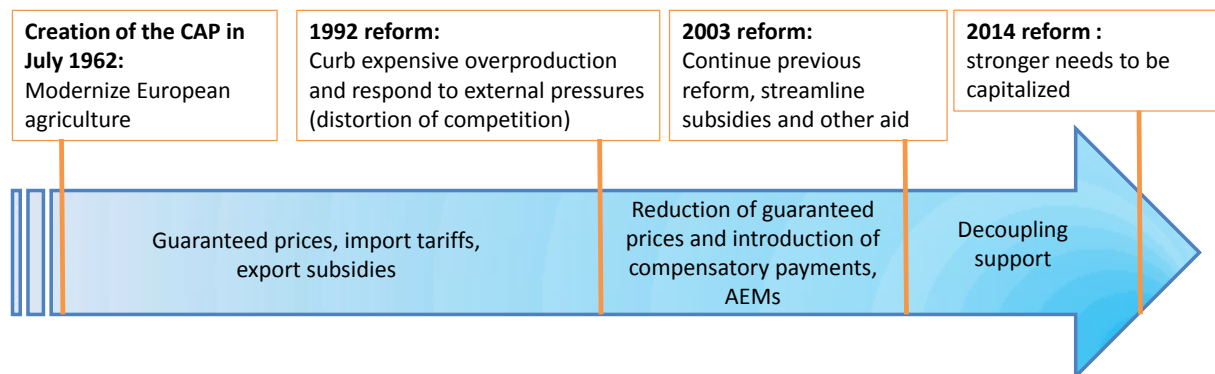 Creation of the CAP in
July 1962:
Modernize European
agriculture
1992 reform:
Curb expensive overproduction
and respond to external pressures
(distortion of competition)
2003 reform:
Continue previous
reform, streamline
subsidies and other aid
2014 reform :
stronger needs to be
capitalized
Guaranteed prices, import tariffs,
export subsidies
Reduction of guaranteed
prices and introduction of
compensatory payments,
AEMs
Decoupling
support